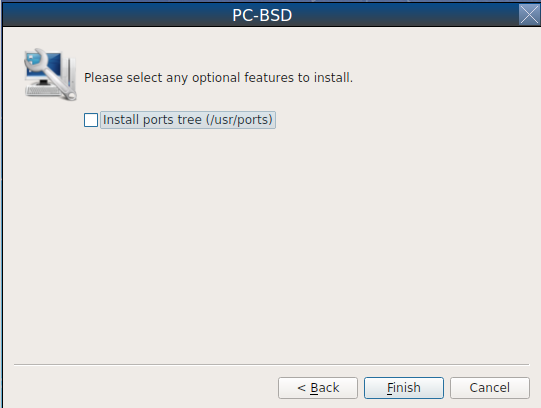 PC-BSD
Please select any optional features to install.
Install ports tree (/usr/ports)
< Back
Finish
Cancel